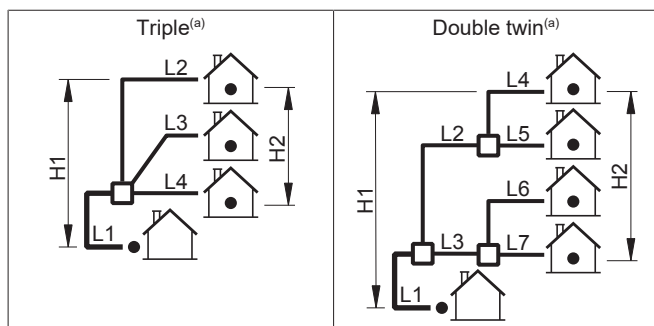 Triple(a)
L2
L3
L4
H1
H2
L1
Double twin(a)
L4
L2
L5
H1
H2
L6
L3
L7
L1